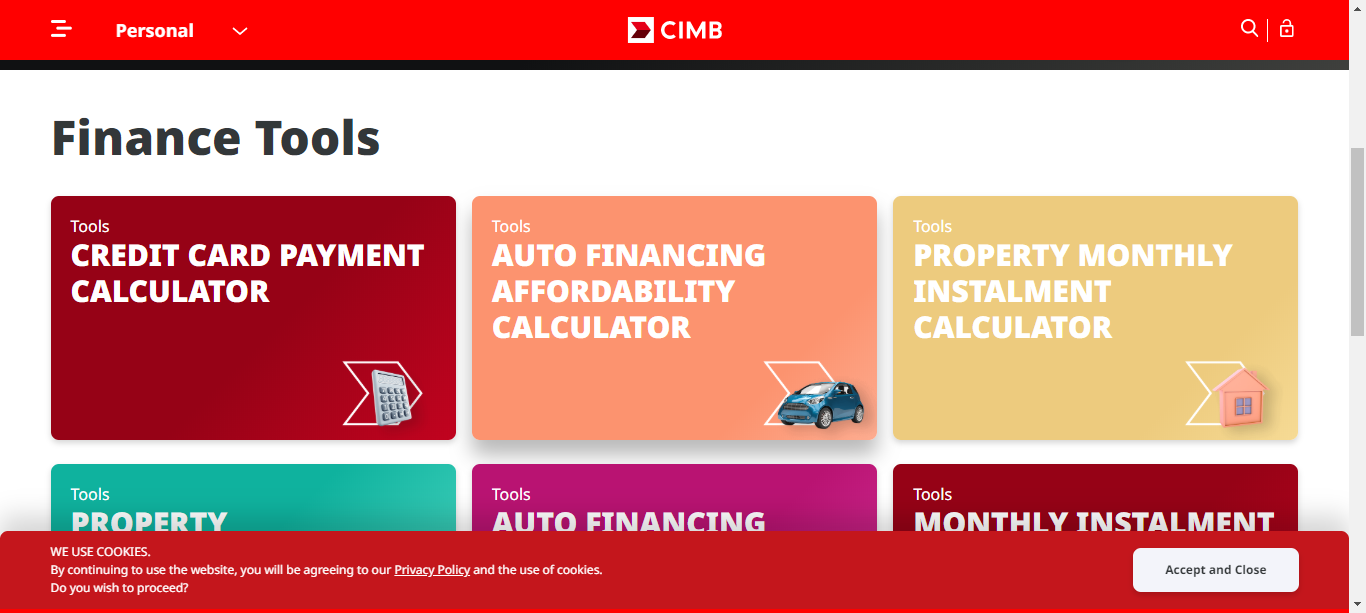 Personal
CIMB
Finance Tools
Tools
CREDIT CARD PAYMENT
CALCULATOR
Tools
AUTO FINANCING
AFFORDABILITY
CALCULATOR
Tools
PROPERTY MONTHLY
INSTALMENT
CALCULATOR
Tools
PROPERTY
Tools
AUTO FINANCING
Tools
MONTHLY INSTALMENT
WE USE COOKIES.
By continuing to use the website, you will be agreeing to our Privacy Policy and the use of cookies.
Do you wish to proceed?
Accept and Close